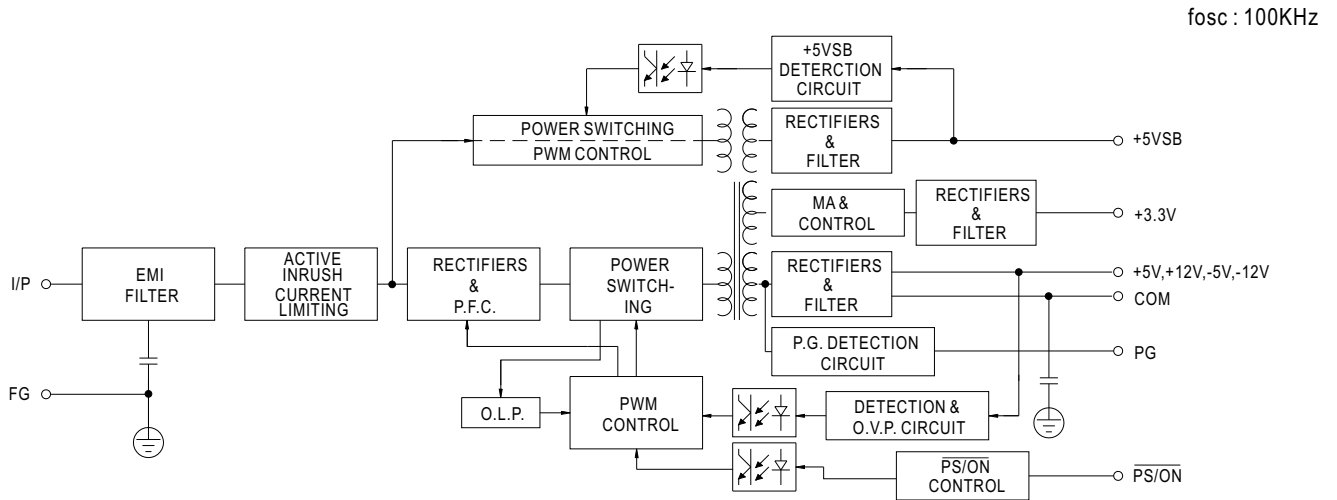 fosc : 100KHz
+5VSB
DETERCTION
CIRCUIT
POWER SWITCHING
PWM CONTROL
RECTIFIERS
&
FILTER
+5VSB
MA &
CONTROL
RECTIFIERS
&
FILTER
+3.3V
I/P
EMI
FILTER
ACTIVE
INRUSH
CURRENT
LIMITING
RECTIFIERS
&
P.F.C.
POWER
SWITCH-
ING
RECTIFIERS
&
FILTER
+5V,+12V,-5V,-12V
COM
P.G. DETECTION
CIRCUIT
PG
FG
O.L.P.
PWM
CONTROL
DETECTION &
O.V.P. CIRCUIT
PS/ON
CONTROL
PS/ON